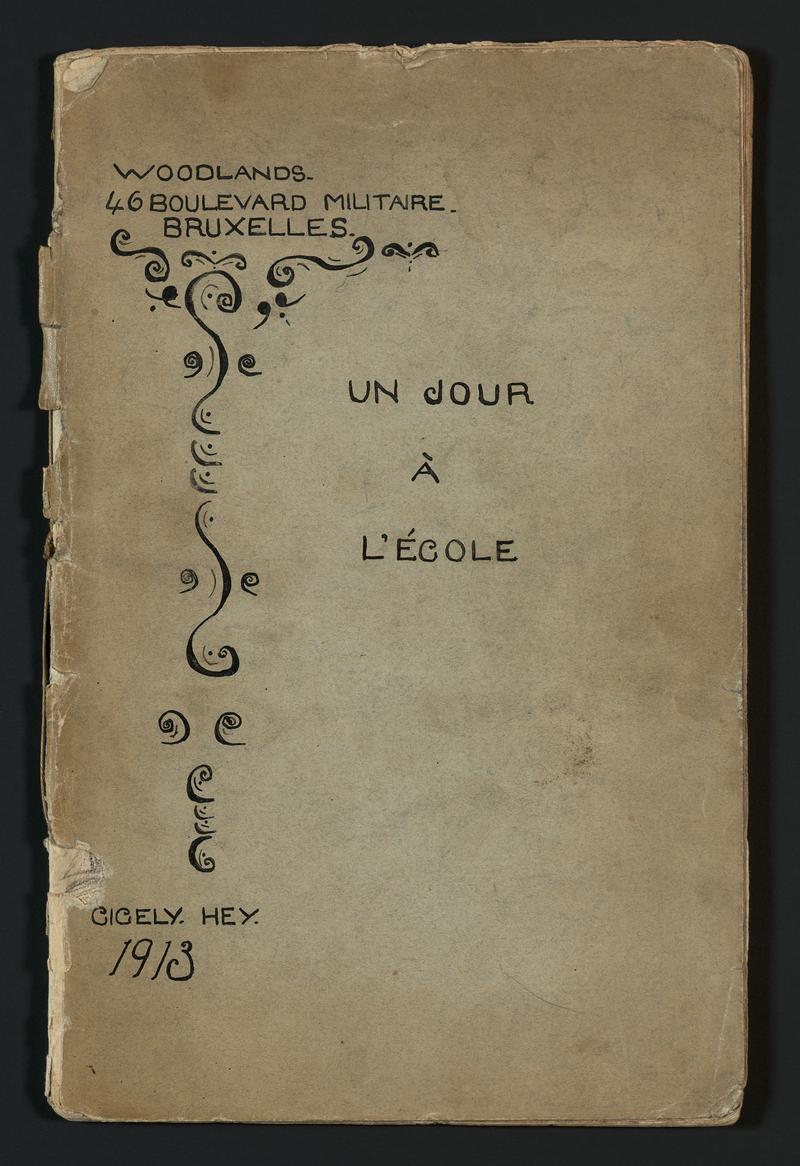 WOODLANDS.
46 BOULEVARD MILITAIRE.
BRUXELLES.
UN JOUR
À
L'ÉCOLE
CICELY. HEY.
1913